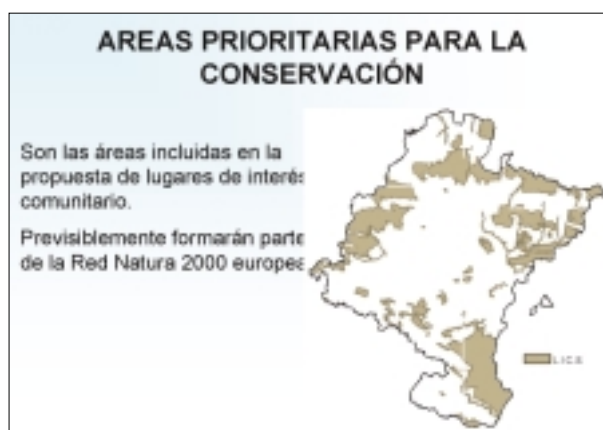 AREAS PRIORITARIAS PARA LA
CONSERVACIÓN
Son las áreas incluidas en la
propuesta de lugares de interés
comunitario.
Previsiblemente formarán parte
de la Red Natura 2000 europea